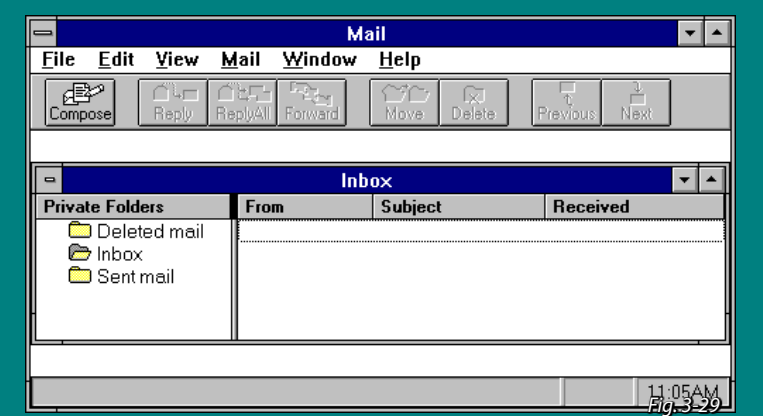 Mail
File Edit View Mail Window Help
Compose Reply ReplyAll Forward Move Delete Previous Next
Inbox
Private Folders From Subject Received
Deleted mail
Inbox
Sent mail
11:05AM
Fig. 3-29